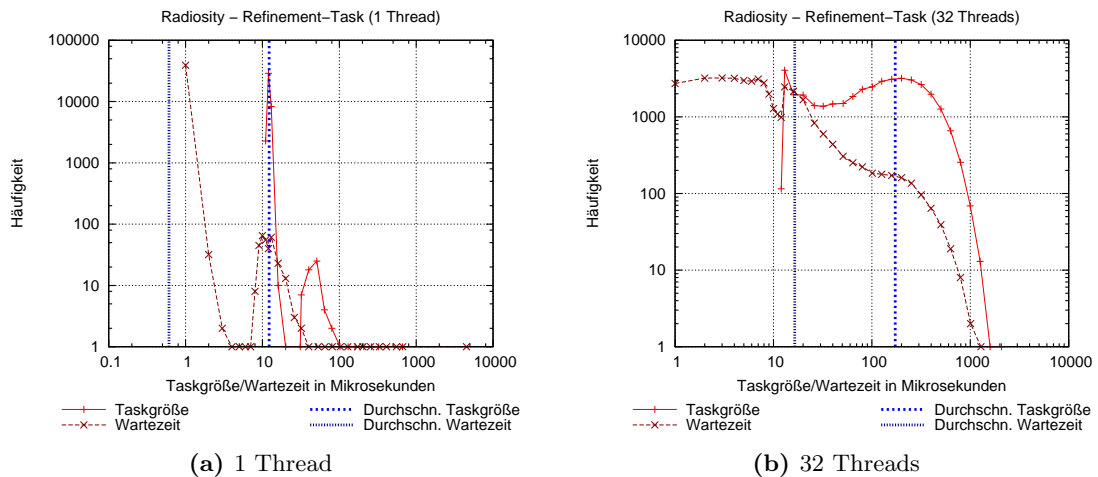 Radiosity – Refinement–Task (1 Thread)
100000
10000
1000
100
10
1
Häufigkeit
0.1 1 10 100 1000 10000
Taskgröße/Wartezeit in Mikrosekunden
Taskgröße
Wartezeit
Durchschn. Taskgröße
Durchschn. Wartezeit
(a) 1 Thread
Radiosity – Refinement–Task (32 Threads)
10000
1000
100
10
1
Häufigkeit
1 10 100 1000 10000
Taskgröße/Wartezeit in Mikrosekunden
Taskgröße
Wartezeit
Durchschn. Taskgröße
Durchschn. Wartezeit
(b) 32 Threads